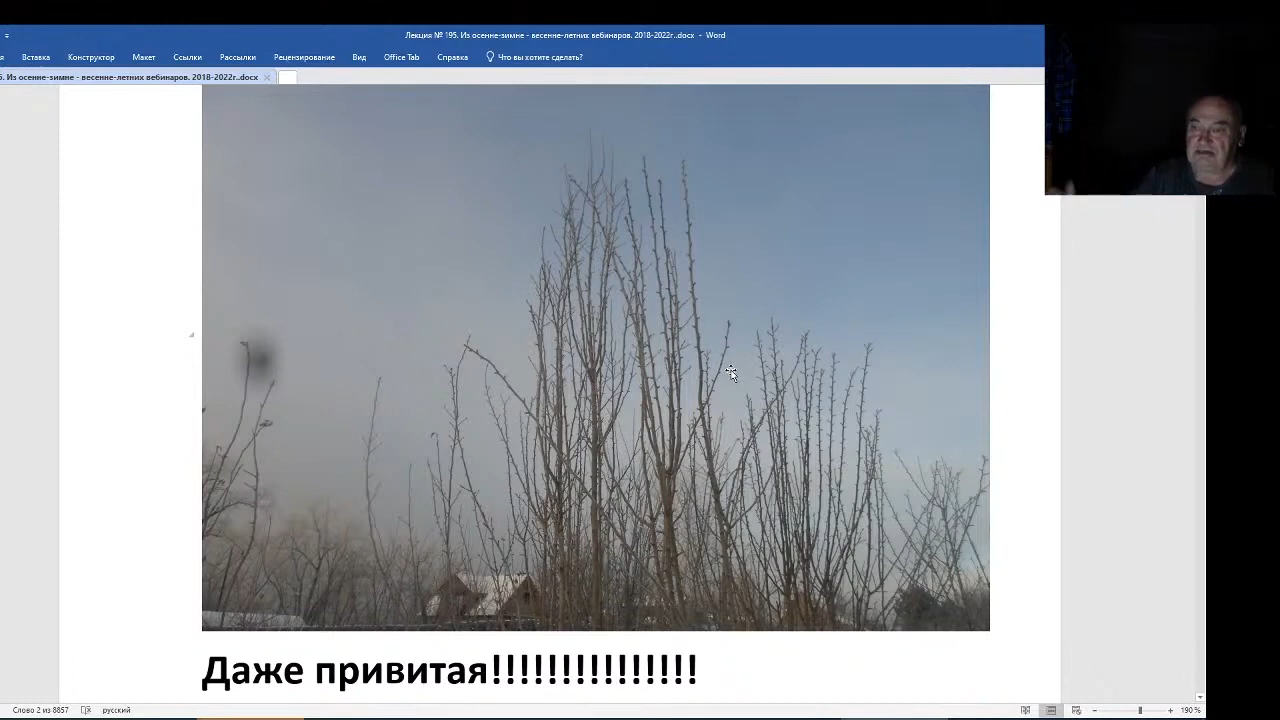 Лекция № 195. Из осенне-зимне - весенне-летних вебинаров. 2018-2022г..docx - Word
я Вставка Конструктор Макет Ссылки Рассылки Рецензирование Вид Office Tab Справка Что вы хотите сделать?
5. Из осенне-зимне - весенне-летних вебинаров. 2018-2022г..docx
Даже привитая!!!!!!!!!!!!!!!
Слово 2 из 8857 русский 190 %